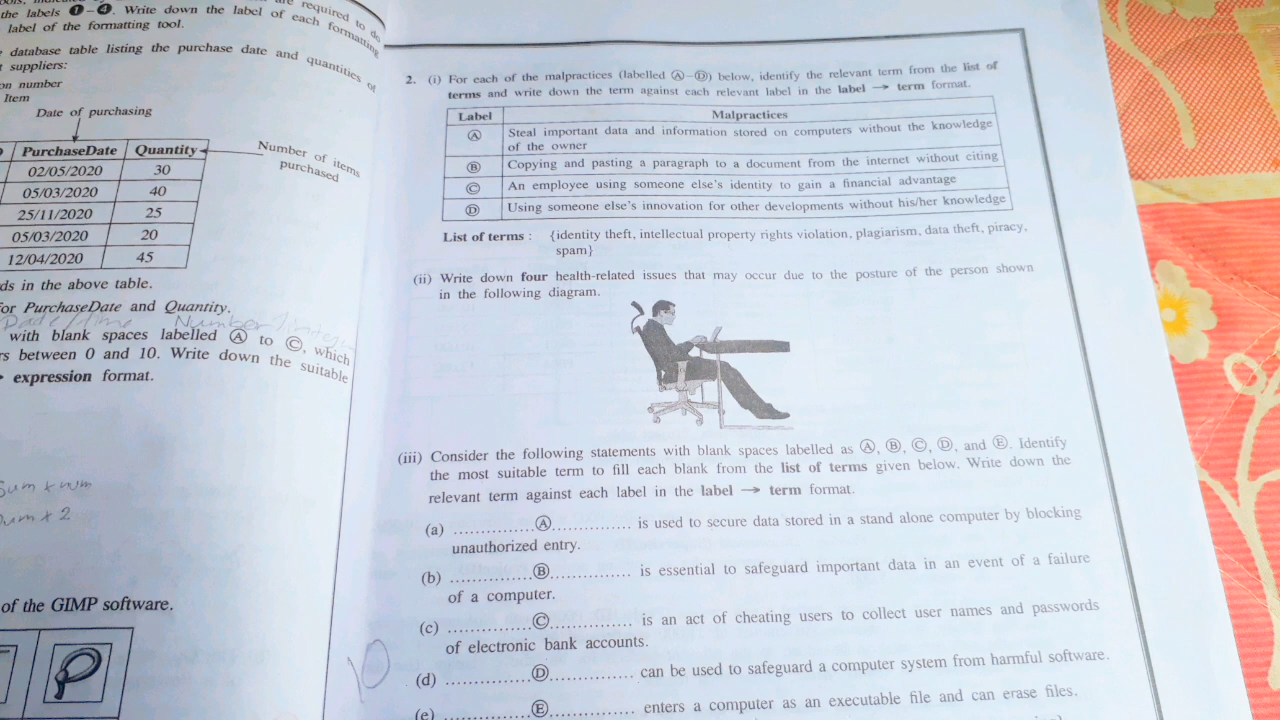 the labels ❶–❹. Write down the label of each formatting
label of the formatting tool.
required to do
database table listing the purchase date and quantities of
suppliers:
on number
Item
Date of purchasing
PurchaseDate Quantity
02/05/2020 30
05/03/2020 40
25/11/2020 25
05/03/2020 20
12/04/2020 45
Number of items
purchased
ds in the above table.
for PurchaseDate and Quantity.
Date/Time Number/
with blank spaces labelled Ⓐ to Ⓒ, which
rs between 0 and 10. Write down the suitable
expression format.
Sum + num
Num * 2
of the GIMP software.
2. (i) For each of the malpractices (labelled Ⓐ–Ⓓ) below, identify the relevant term from the list of
terms and write down the term against each relevant label in the label → term format.
Label Malpractices
Ⓐ Steal important data and information stored on computers without the knowledge
of the owner
Ⓑ Copying and pasting a paragraph to a document from the internet without citing
Ⓒ An employee using someone else's identity to gain a financial advantage
Ⓓ Using someone else's innovation for other developments without his/her knowledge
List of terms : {identity theft, intellectual property rights violation, plagiarism, data theft, piracy,
spam}
(ii) Write down four health-related issues that may occur due to the posture of the person shown
in the following diagram.
(iii) Consider the following statements with blank spaces labelled as Ⓐ, Ⓑ, Ⓒ, Ⓓ, and Ⓔ. Identify
the most suitable term to fill each blank from the list of terms given below. Write down the
relevant term against each label in the label → term format.
(a) ..............Ⓐ.............. is used to secure data stored in a stand alone computer by blocking
unauthorized entry.
(b) ..............Ⓑ.............. is essential to safeguard important data in an event of a failure
of a computer.
(c) ..............Ⓒ.............. is an act of cheating users to collect user names and passwords
of electronic bank accounts.
(d) ..............Ⓓ.............. can be used to safeguard a computer system from harmful software.
(e) ..............Ⓔ.............. enters a computer as an executable file and can erase files.